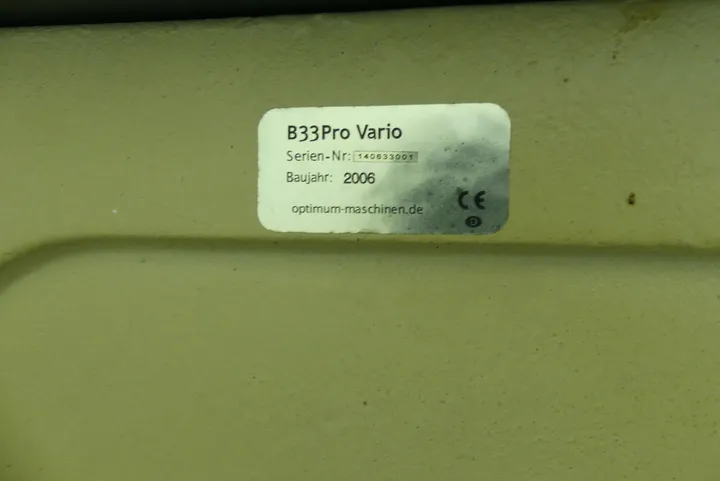 B33Pro Vario
Serien-Nr: 140633001
Baujahr: 2006
optimum-maschinen.de
CE
D